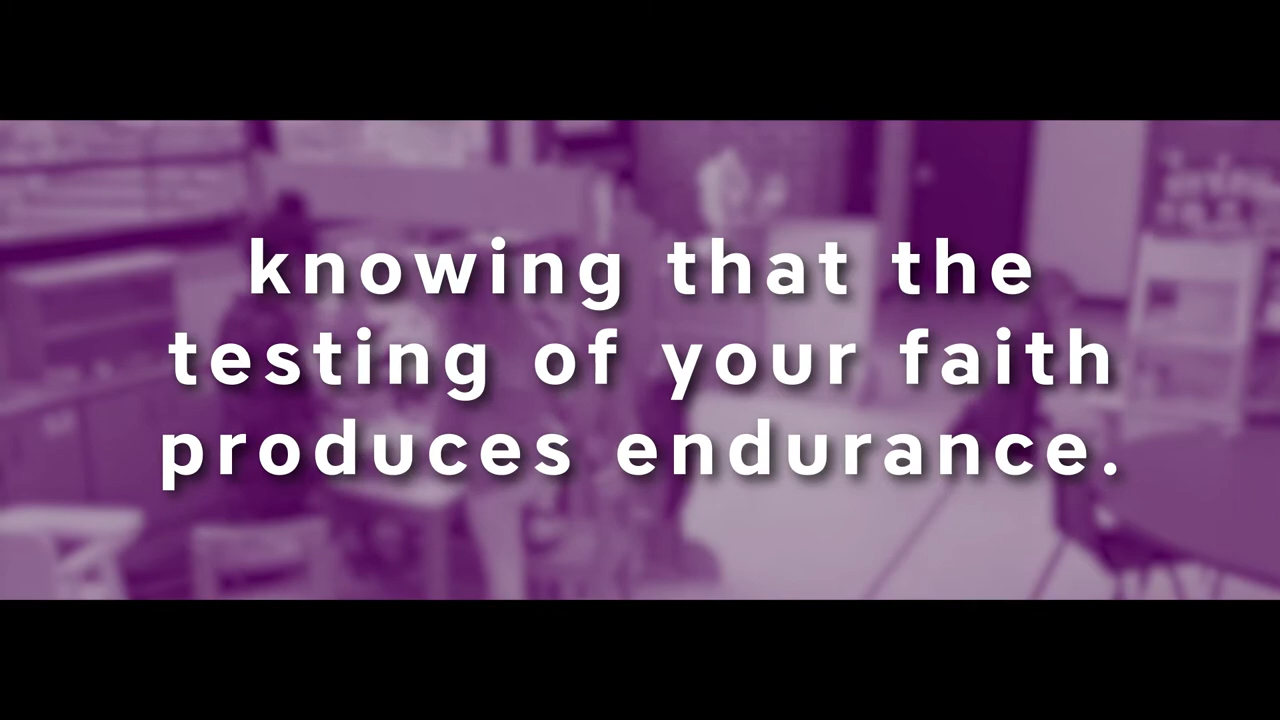 knowing that the
testing of your faith
produces endurance.